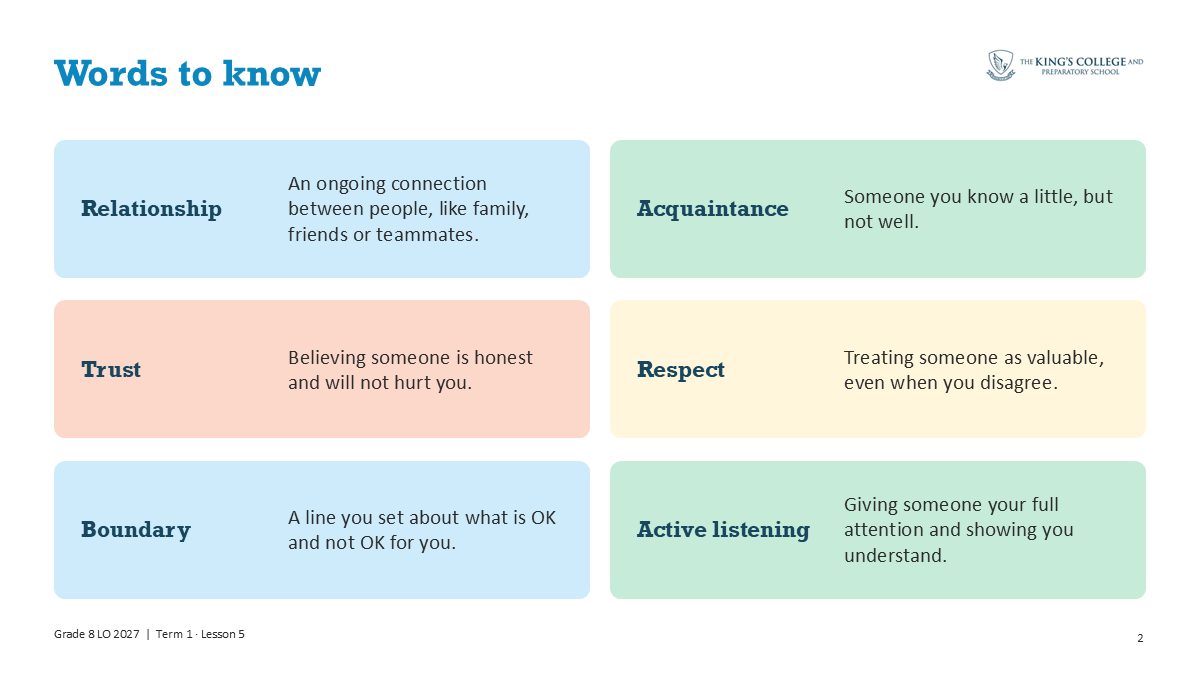 Words to know
THE KING'S COLLEGE AND
PREPARATORY SCHOOL
Relationship
An ongoing connection
between people, like family,
friends or teammates.
Acquaintance
Someone you know a little, but
not well.
Trust
Believing someone is honest
and will not hurt you.
Respect
Treating someone as valuable,
even when you disagree.
Boundary
A line you set about what is OK
and not OK for you.
Active listening
Giving someone your full
attention and showing you
understand.
Grade 8 LO 2027 | Term 1 · Lesson 5
2